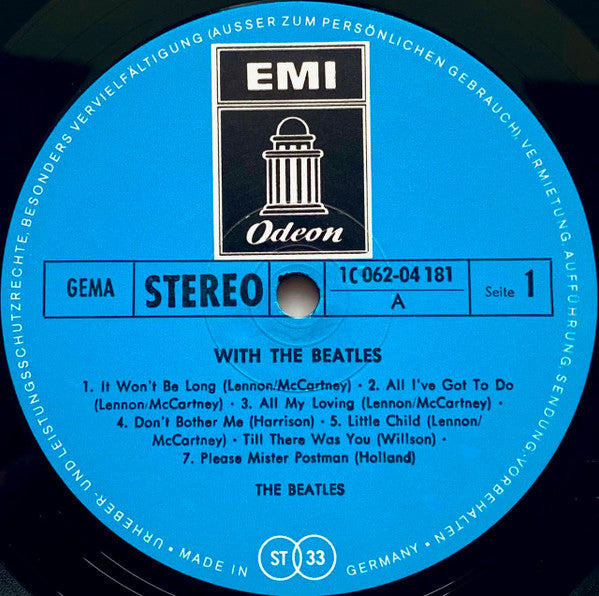 URHEBER- UND LEISTUNGSSCHUTZRECHTE, BESONDERS VERVIELFÄLTIGUNG (AUSSER ZUM PERSÖNLICHEN GEBRAUCH), VERMIETUNG, AUFFÜHRUNG, SENDUNG, VORBEHALTEN •
EMI
Odeon
GEMA
STEREO
1C 062-04 181
A
Seite 1
WITH THE BEATLES
1. It Won't Be Long (Lennon/McCartney) · 2. All I've Got To Do
(Lennon/McCartney) · 3. All My Loving (Lennon/McCartney) ·
4. Don't Bother Me (Harrison) · 5. Little Child (Lennon/
McCartney) · Till There Was You (Willson) ·
7. Please Mister Postman (Holland)
THE BEATLES
• MADE IN GERMANY •
ST 33